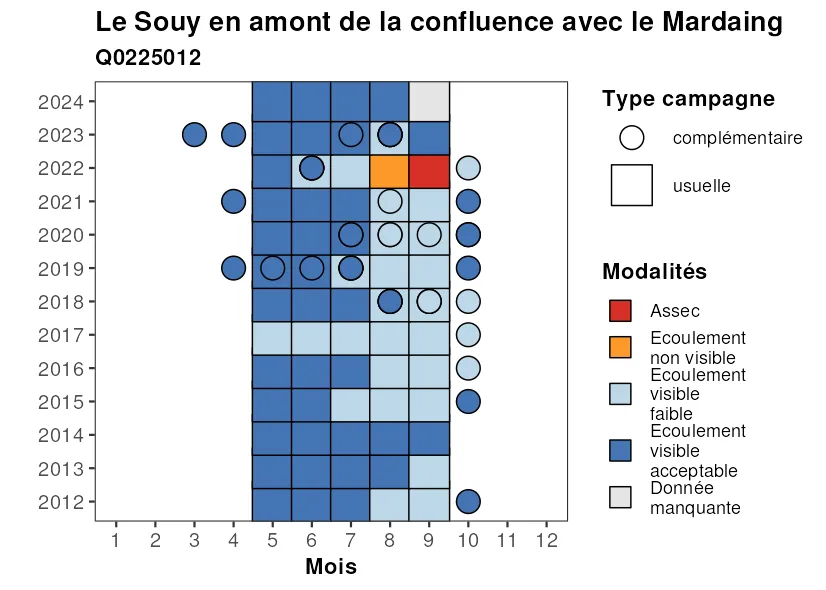 Le Souy en amont de la confluence avec le Mardaing
Q0225012
2024
2023
2022
2021
2020
2019
2018
2017
2016
2015
2014
2013
2012
1 2 3 4 5 6 7 8 9 10 11 12
Mois
Type campagne
complémentaire
usuelle
Modalités
Assec
Ecoulement
non visible
Ecoulement
visible
faible
Ecoulement
visible
acceptable
Donnée
manquante